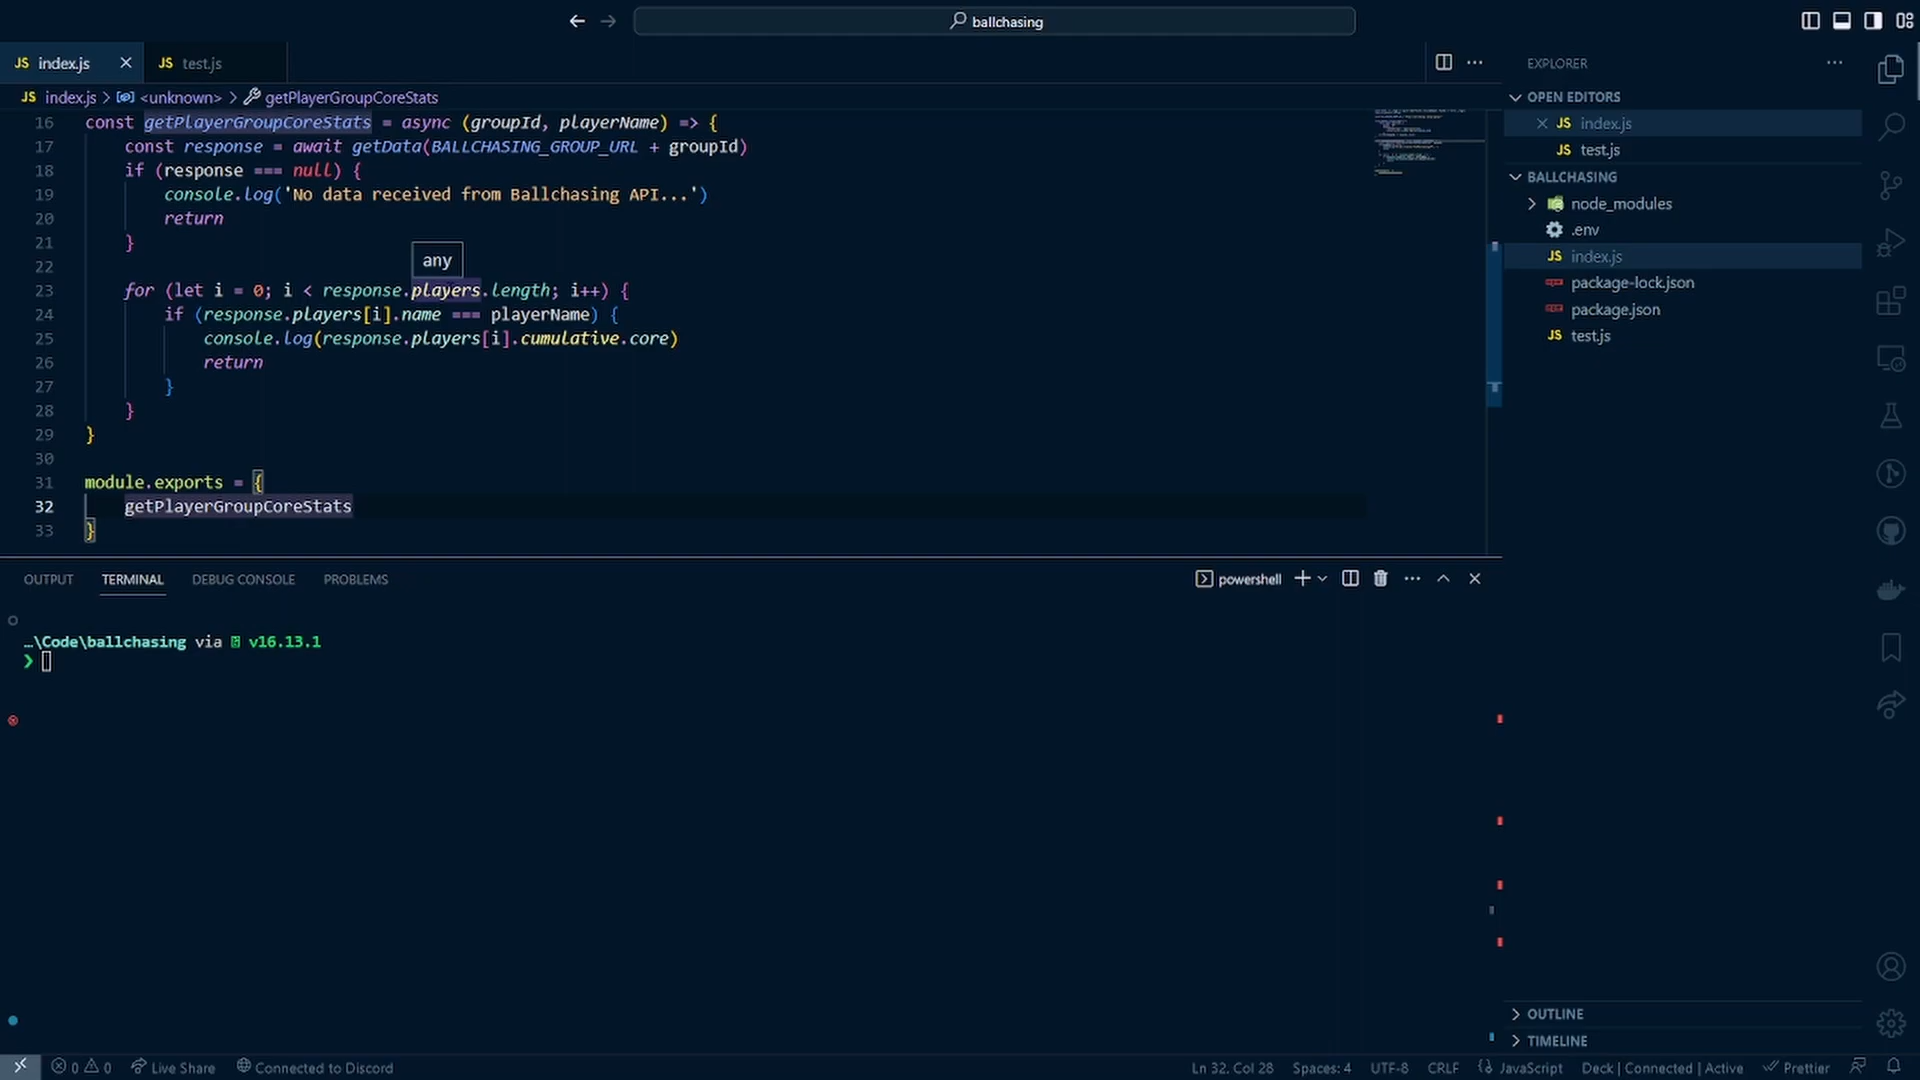 ballchasing
JS index.js
JS test.js
JS index.js > <unknown> > getPlayerGroupCoreStats
16 const getPlayerGroupCoreStats = async (groupId, playerName) => {
17 const response = await getData(BALLCHASING_GROUP_URL + groupId)
18 if (response === null) {
19 console.log('No data received from Ballchasing API...')
20 return
21 }
22
any
23 for (let i = 0; i < response.players.length; i++) {
24 if (response.players[i].name === playerName) {
25 console.log(response.players[i].cumulative.core)
26 return
27 }
28 }
29 }
30
31 module.exports = {
32 getPlayerGroupCoreStats
33 }
OUTPUT TERMINAL DEBUG CONSOLE PROBLEMS
powershell
…\Code\ballchasing via v16.13.1
❯
EXPLORER
OPEN EDITORS
JS index.js
JS test.js
BALLCHASING
node_modules
.env
JS index.js
package-lock.json
package.json
JS test.js
OUTLINE
TIMELINE
0 0 Live Share Connected to Discord
Ln 32, Col 28 Spaces: 4 UTF-8 CRLF JavaScript Deck | Connected | Active Prettier